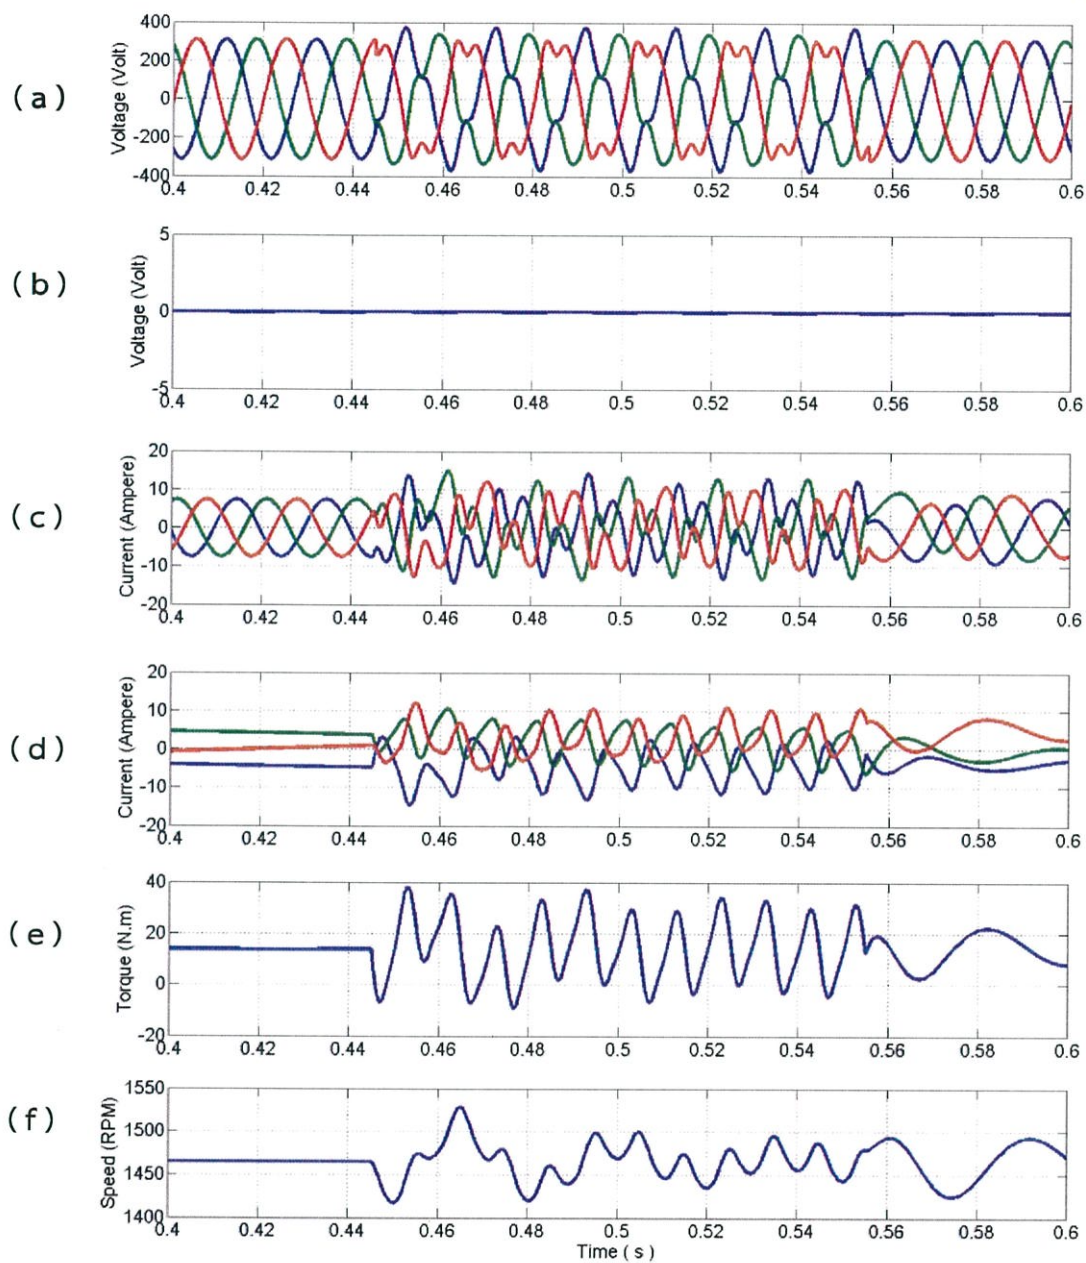 (a)
Voltage (Volt)
400
200
0
-200
-400
0.4 0.42 0.44 0.46 0.48 0.5 0.52 0.54 0.56 0.58 0.6
(b)
Voltage (Volt)
5
0
-5
0.4 0.42 0.44 0.46 0.48 0.5 0.52 0.54 0.56 0.58 0.6
(c)
Current (Ampere)
20
10
0
-10
-20
0.4 0.42 0.44 0.46 0.48 0.5 0.52 0.54 0.56 0.58 0.6
(d)
Current (Ampere)
20
10
0
-10
-20
0.4 0.42 0.44 0.46 0.48 0.5 0.52 0.54 0.56 0.58 0.6
(e)
Torque (N.m)
40
20
0
-20
0.4 0.42 0.44 0.46 0.48 0.5 0.52 0.54 0.56 0.58 0.6
(f)
Speed (RPM)
1550
1500
1450
1400
0.4 0.42 0.44 0.46 0.48 0.5 0.52 0.54 0.56 0.58 0.6
Time ( s )